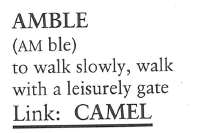 AMBLE
(AM ble)
to walk slowly, walk
with a leisurely gate
Link: CAMEL